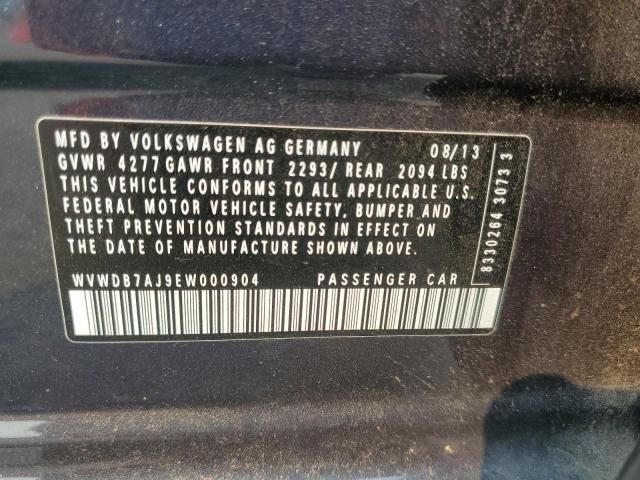 MFD BY VOLKSWAGEN AG GERMANY 08/13
GVWR 4277 GAWR FRONT 2293/ REAR 2094 LBS
THIS VEHICLE CONFORMS TO ALL APPLICABLE U.S.
FEDERAL MOTOR VEHICLE SAFETY, BUMPER AND
THEFT PREVENTION STANDARDS IN EFFECT ON
THE DATE OF MANUFACTURE SHOWN ABOVE.
WVWDB7AJ9EW000904 PASSENGER CAR
8330264 3073 3